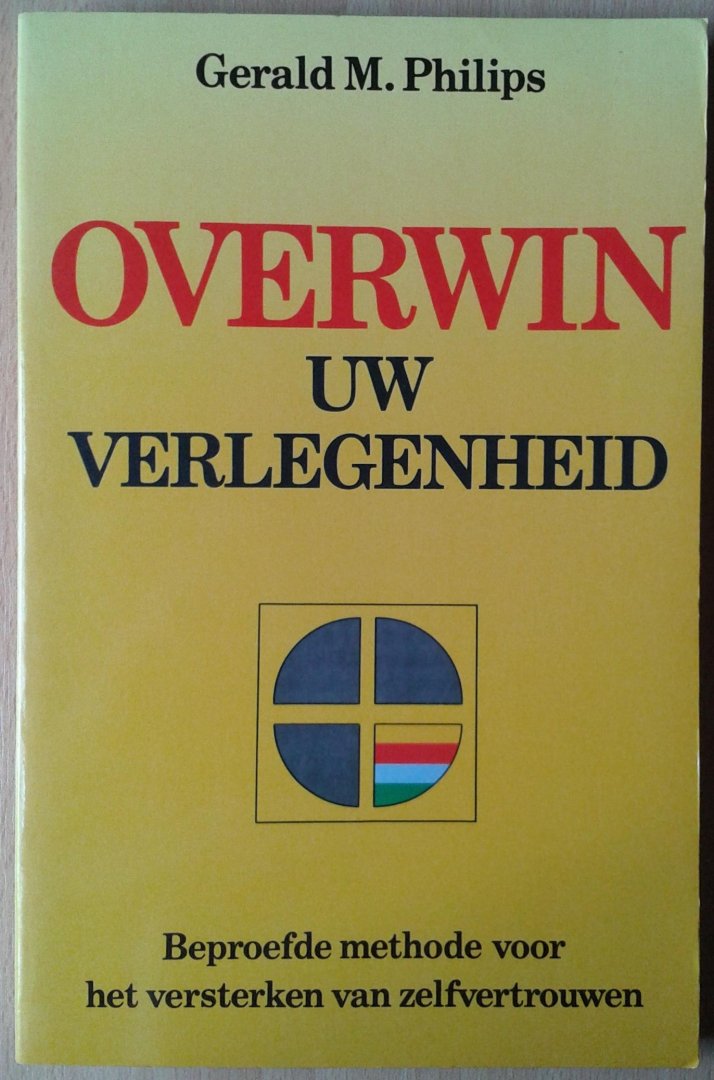 Gerald M. Philips
OVERWIN
UW
VERLEGENHEID
Beproefde methode voor
het versterken van zelfvertrouwen